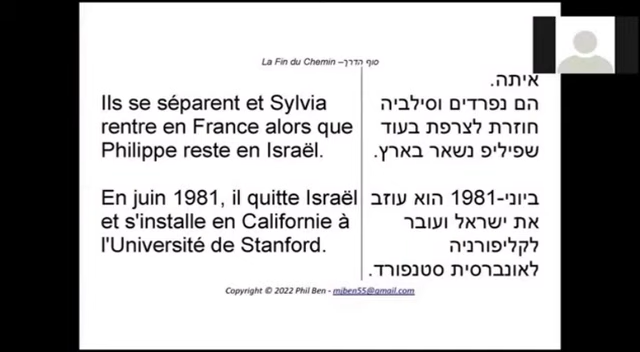 La Fin du Chemin –סוף הדרך
Ils se séparent et Sylvia
rentre en France alors que
Philippe reste en Israël.
En juin 1981, il quitte Israël
et s'installe en Californie à
l'Université de Stanford.
איתה.
הם נפרדים וסילביה
חוזרת לצרפת בעוד
שפיליפ נשאר בארץ.
ביוני-1981 הוא עוזב
את ישראל ועובר
לקליפורניה
לאונברסית סטנפורד.
Copyright © 2022 Phil Ben - miben55@gmail.com